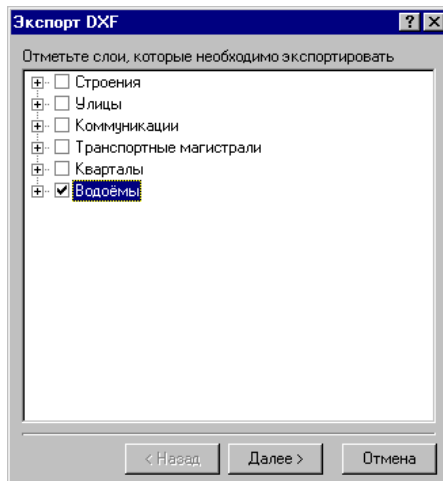 Экспорт DXF
Отметьте слои, которые необходимо экспортировать
Строения
Улицы
Коммуникации
Транспортные магистрали
Кварталы
Водоёмы
< Назад Далее > Отмена